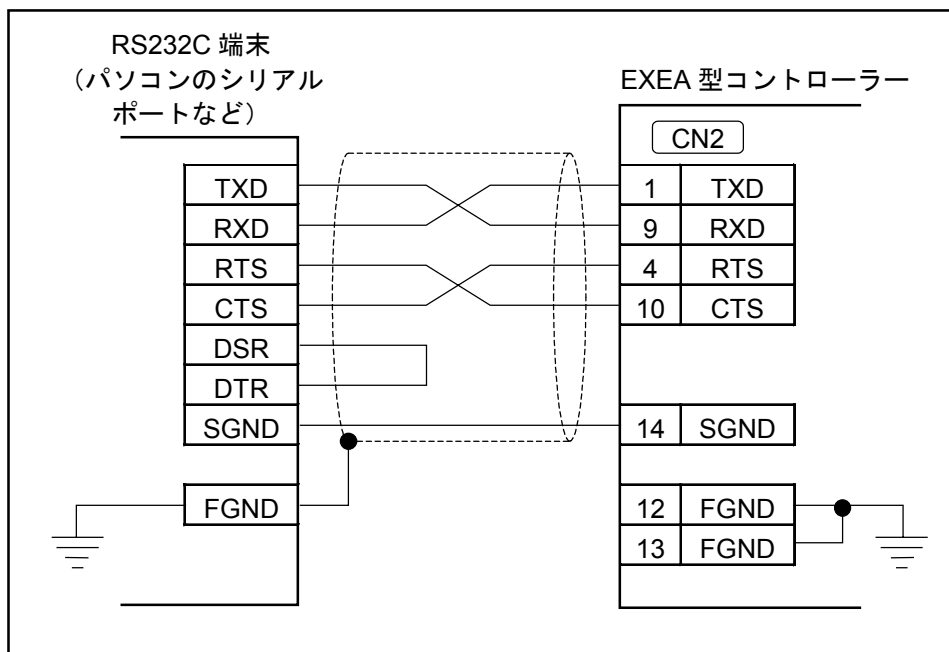 RS232C 端末
（パソコンのシリアル
ポートなど）
EXEA 型コントローラー
CN2
TXD
1 TXD
RXD
9 RXD
RTS
4 RTS
CTS
10 CTS
DSR
DTR
SGND
14 SGND
FGND
12 FGND
13 FGND